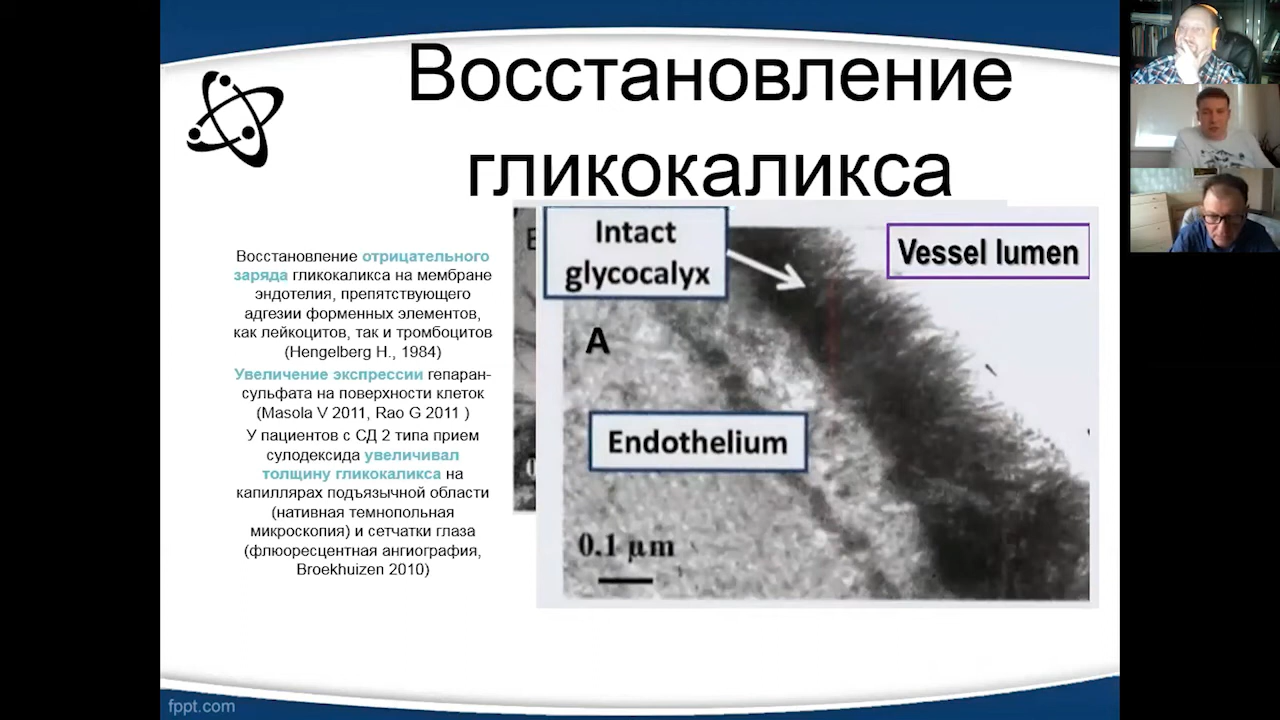 Восстановление
гликокаликса
Восстановление отрицательного
заряда гликокаликса на мембране
эндотелия, препятствующего
адгезии форменных элементов,
как лейкоцитов, так и тромбоцитов
(Hengelberg H., 1984)
Увеличение экспрессии гепаран-
сульфата на поверхности клеток
(Masola V 2011, Rao G 2011 )
У пациентов с СД 2 типа прием
сулодексида увеличивал
толщину гликокаликса на
капиллярах подъязычной области
(нативная темнопольная
микроскопия) и сетчатки глаза
(флюоресцентная ангиография,
Broekhuizen 2010)
Intact
glycocalyx
Vessel lumen
A
Endothelium
0.1 µm
fppt.com